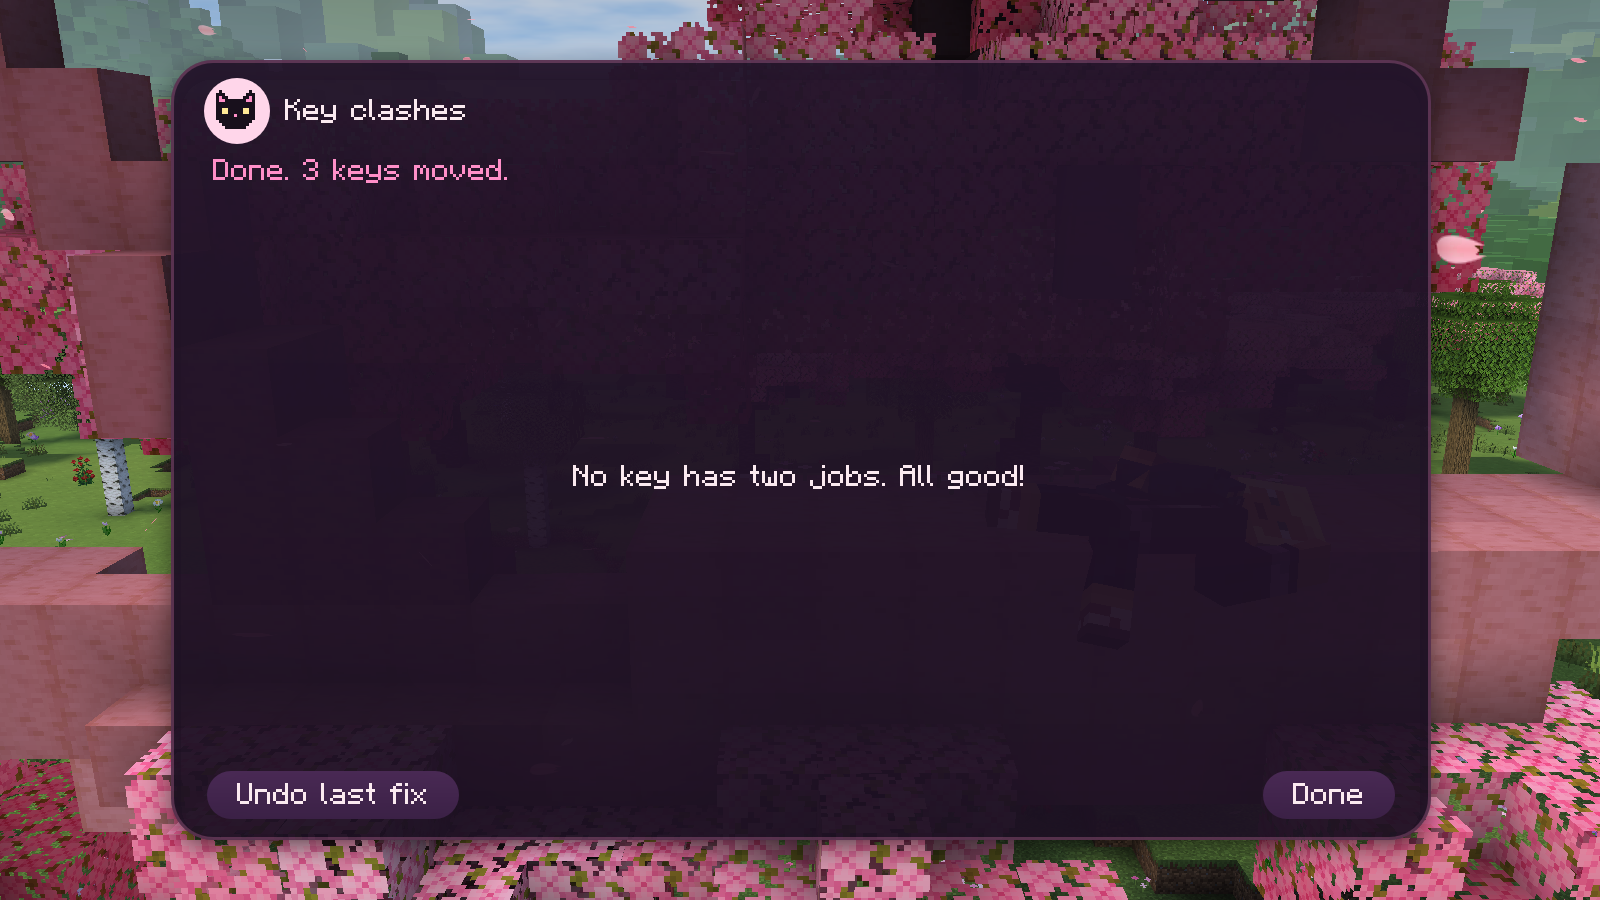 Key clashes
Done. 3 keys moved.
No key has two jobs. All good!
Undo last fix
Done